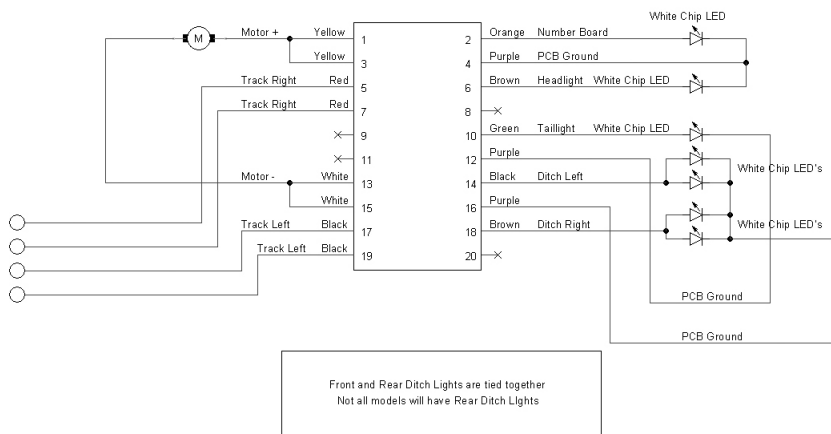 White Chip LED
M Motor + Yellow 1 2 Orange Number Board
Yellow 3 4 Purple PCB Ground
Track Right Red 5 6 Brown Headlight White Chip LED
Track Right Red 7 8
9 10 Green Taillight White Chip LED
11 12 Purple
White Chip LED's
Motor - White 13 14 Black Ditch Left
White 15 16 Purple
White Chip LED's
Track Left Black 17 18 Brown Ditch Right
Track Left Black 19 20
PCB Ground
PCB Ground
Front and Rear Ditch Lights are tied together
Not all models will have Rear Ditch LIghts